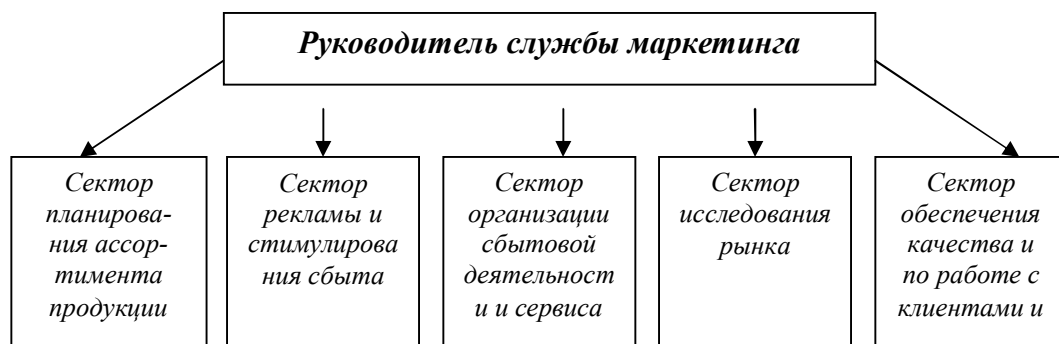 Руководитель службы маркетинга
Сектор
планирова-
ния ассор-
тимента
продукции
Сектор
рекламы и
стимулирова
ния сбыта
Сектор
организации
сбытовой
деятельност
и и сервиса
Сектор
исследования
рынка
Сектор
обеспечения
качества и
по работе с
клиентами и